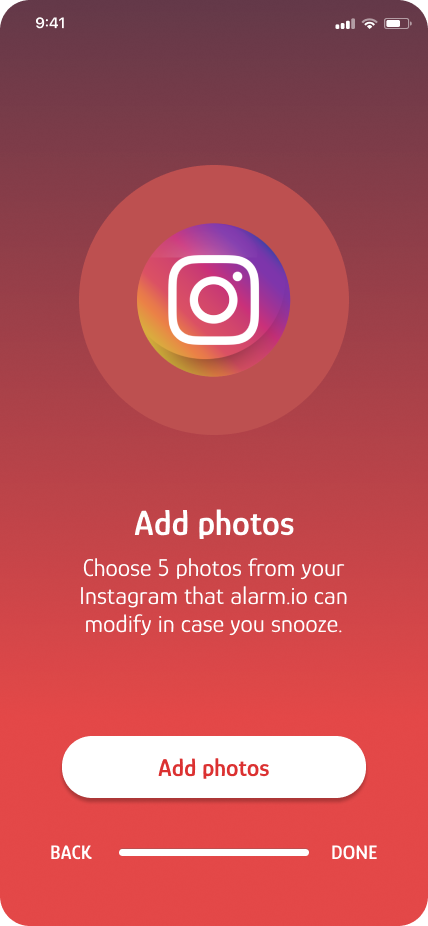 9:41
Add photos
Choose 5 photos from your
Instagram that alarm.io can
modify in case you snooze.
Add photos
BACK
DONE